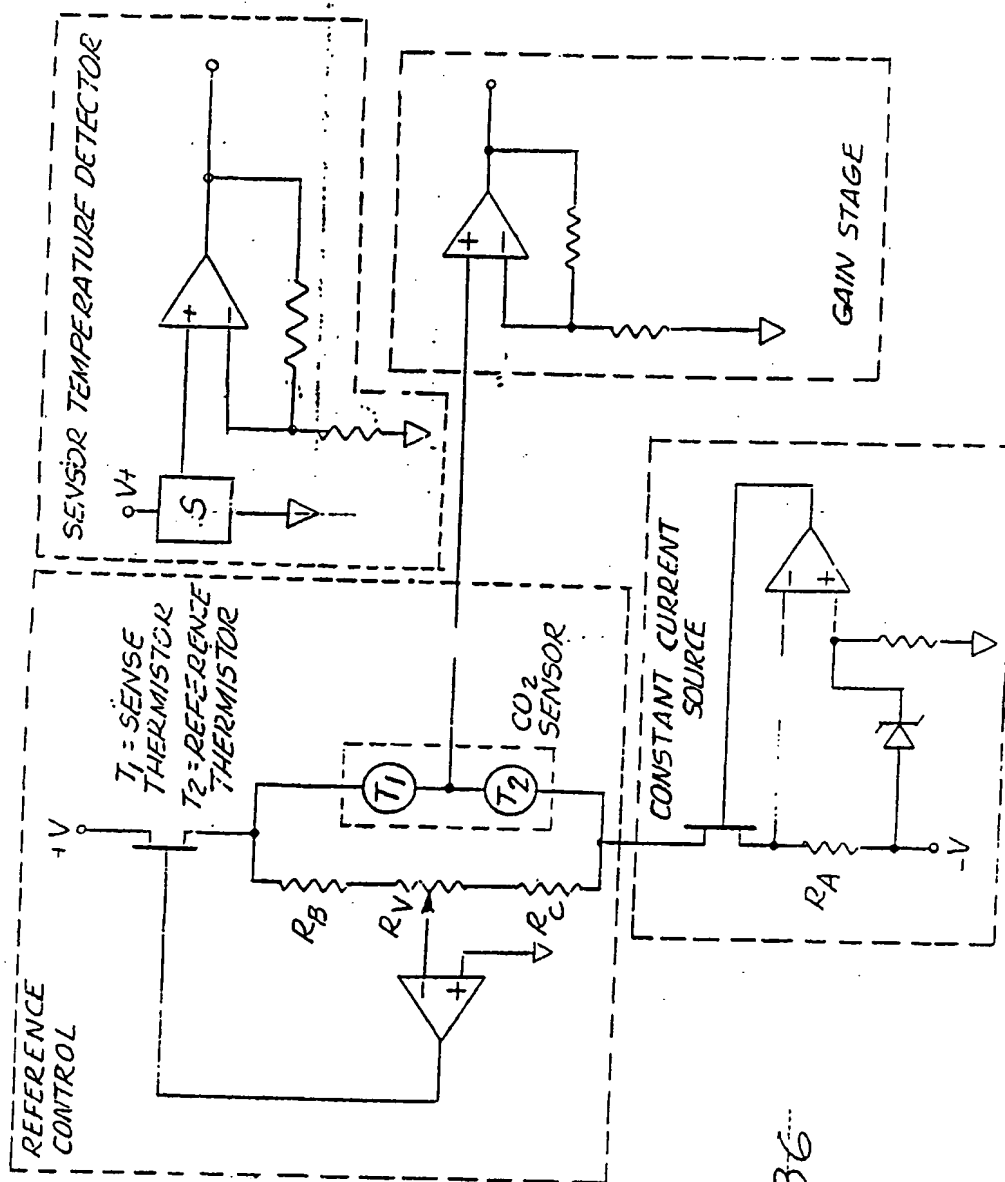 SENSOR TEMPERATURE DETECTOR
V+
S
+
−
REFERENCE
CONTROL
+V
T1 = SENSE
THERMISTOR
T2 = REFERENCE
THERMISTOR
RB
RV
RC
−
+
T1
T2
CO2
SENSOR
+
−
GAIN STAGE
CONSTANT CURRENT
SOURCE
−
+
RA
-V
36